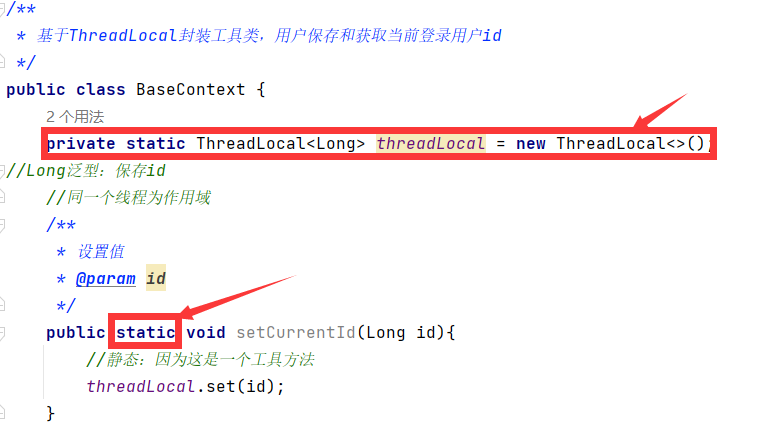 /**
* 基于ThreadLocal封装工具类，用户保存和获取当前登录用户id
*/
public class BaseContext {
2 个用法
private static ThreadLocal<Long> threadLocal = new ThreadLocal<>();
//Long泛型：保存id
//同一个线程为作用域
/**
* 设置值
* @param id
*/
public static void setCurrentId(Long id){
//静态：因为这是一个工具方法
threadLocal.set(id);
}